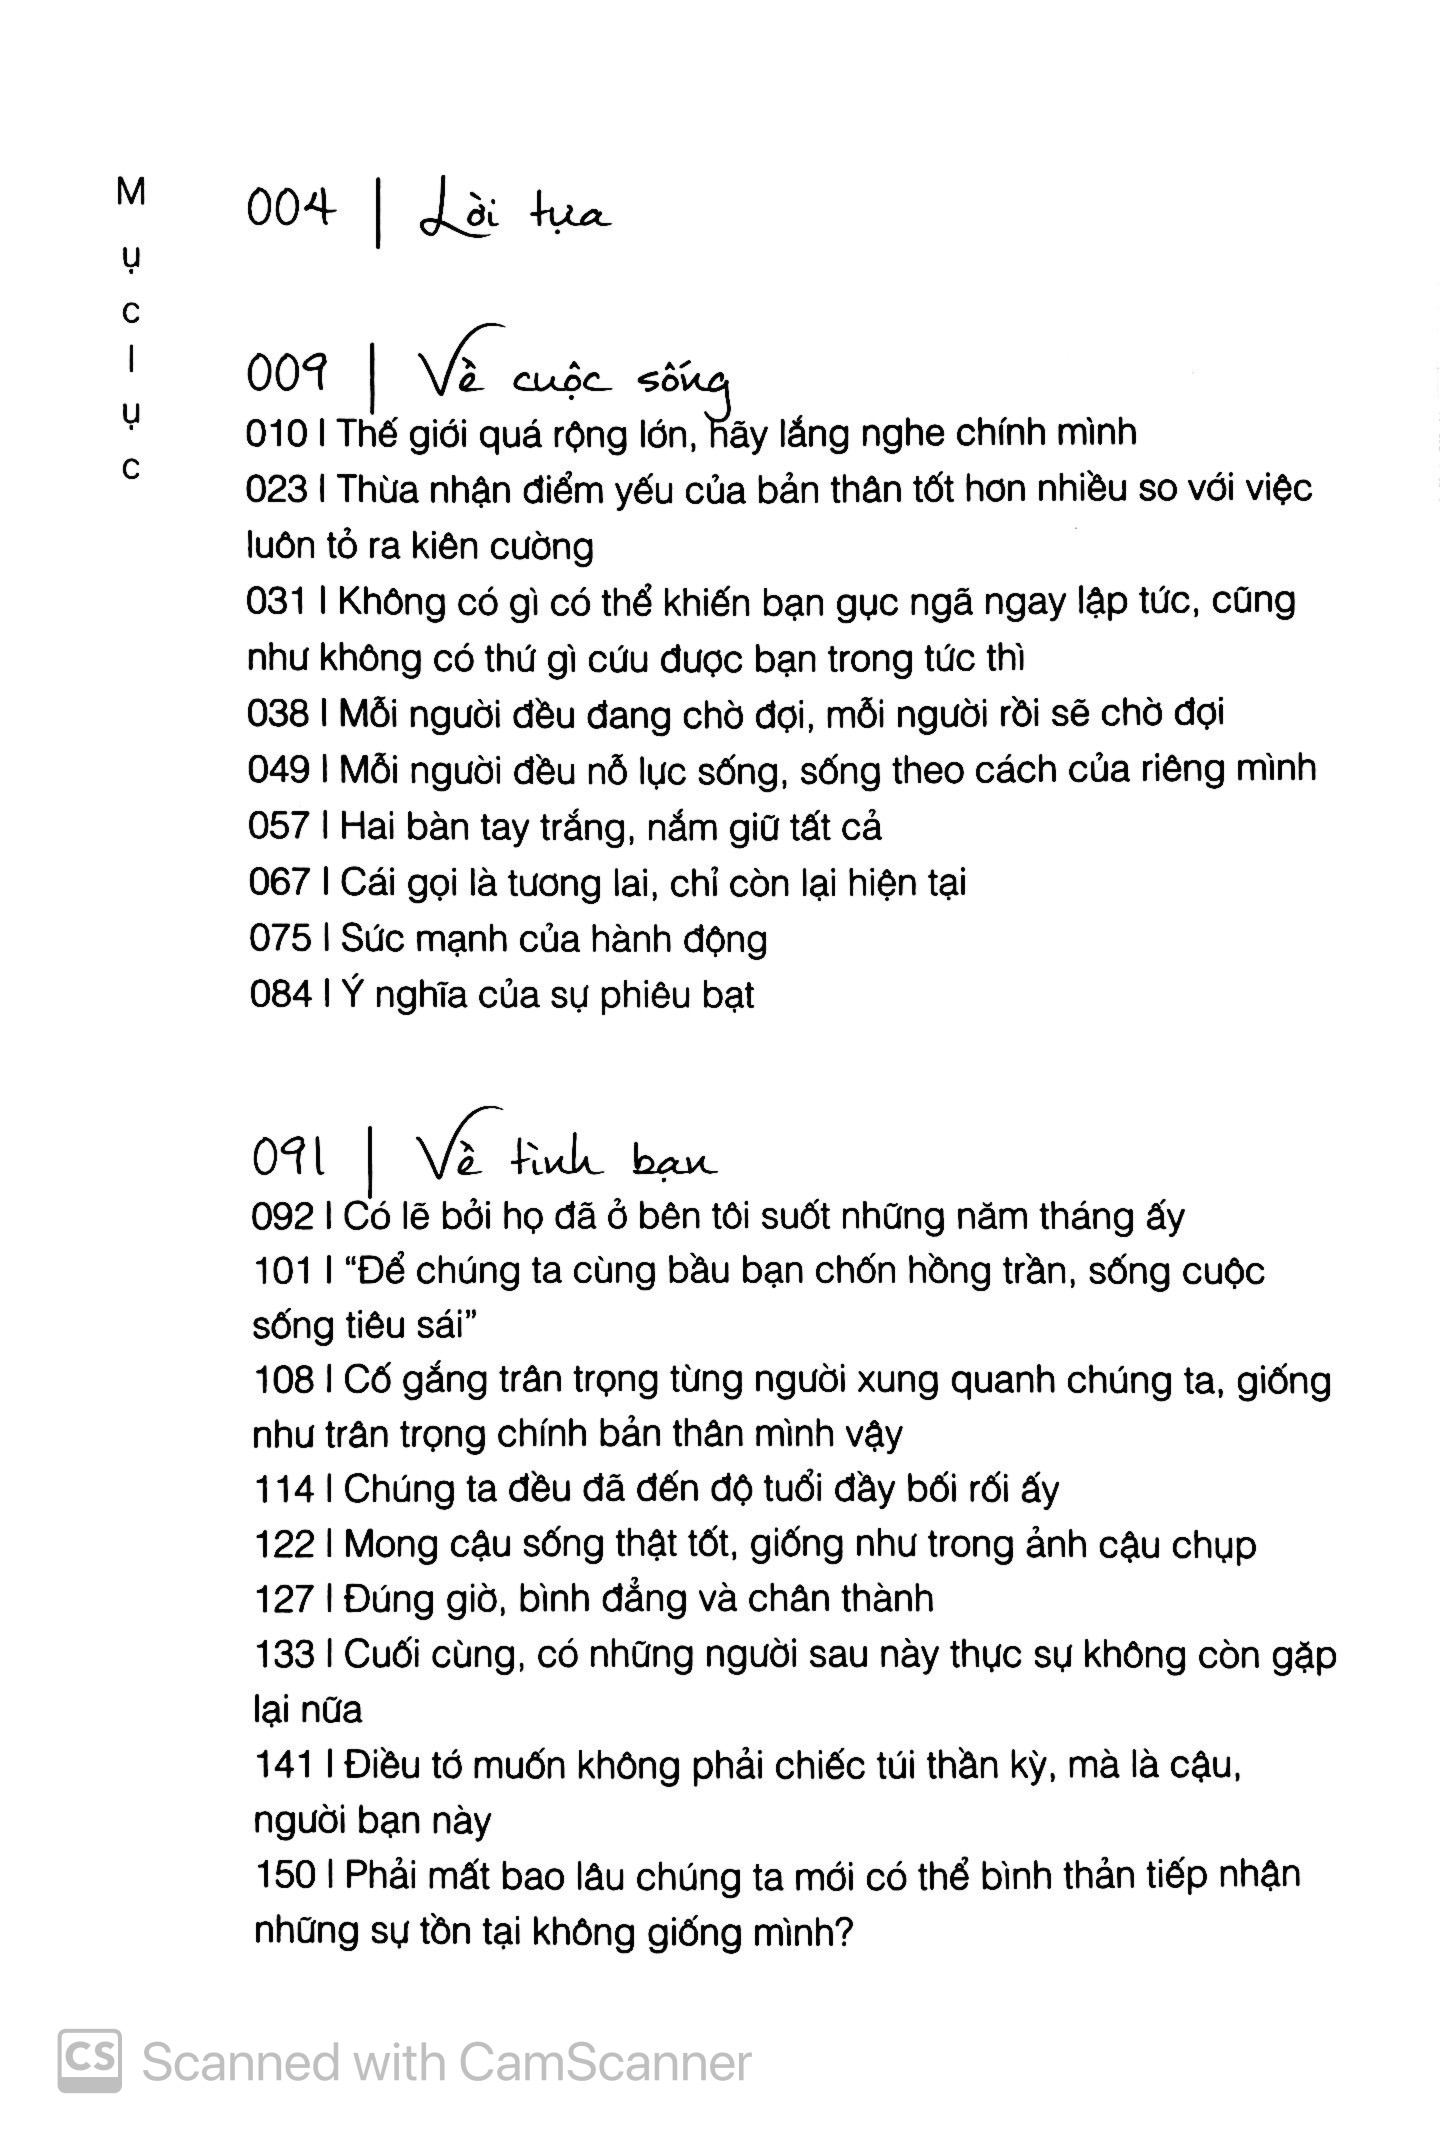 Mục lục
004 | Lời tựa
009 | Về cuộc sống
010 | Thế giới quá rộng lớn, hãy lắng nghe chính mình
023 | Thừa nhận điểm yếu của bản thân tốt hơn nhiều so với việc
luôn tỏ ra kiên cường
031 | Không có gì có thể khiến bạn gục ngã ngay lập tức, cũng
như không có thứ gì cứu được bạn trong tức thì
038 | Mỗi người đều đang chờ đợi, mỗi người rồi sẽ chờ đợi
049 | Mỗi người đều nỗ lực sống, sống theo cách của riêng mình
057 | Hai bàn tay trắng, nắm giữ tất cả
067 | Cái gọi là tương lai, chỉ còn lại hiện tại
075 | Sức mạnh của hành động
084 | Ý nghĩa của sự phiêu bạt
091 | Về tình bạn
092 | Có lẽ bởi họ đã ở bên tôi suốt những năm tháng ấy
101 | “Để chúng ta cùng bầu bạn chốn hồng trần, sống cuộc
sống tiêu sái”
108 | Cố gắng trân trọng từng người xung quanh chúng ta, giống
như trân trọng chính bản thân mình vậy
114 | Chúng ta đều đã đến độ tuổi đầy bối rối ấy
122 | Mong cậu sống thật tốt, giống như trong ảnh cậu chụp
127 | Đúng giờ, bình đẳng và chân thành
133 | Cuối cùng, có những người sau này thực sự không còn gặp
lại nữa
141 | Điều tớ muốn không phải chiếc túi thần kỳ, mà là cậu,
người bạn này
150 | Phải mất bao lâu chúng ta mới có thể bình thản tiếp nhận
những sự tồn tại không giống mình?
CS Scanned with CamScanner